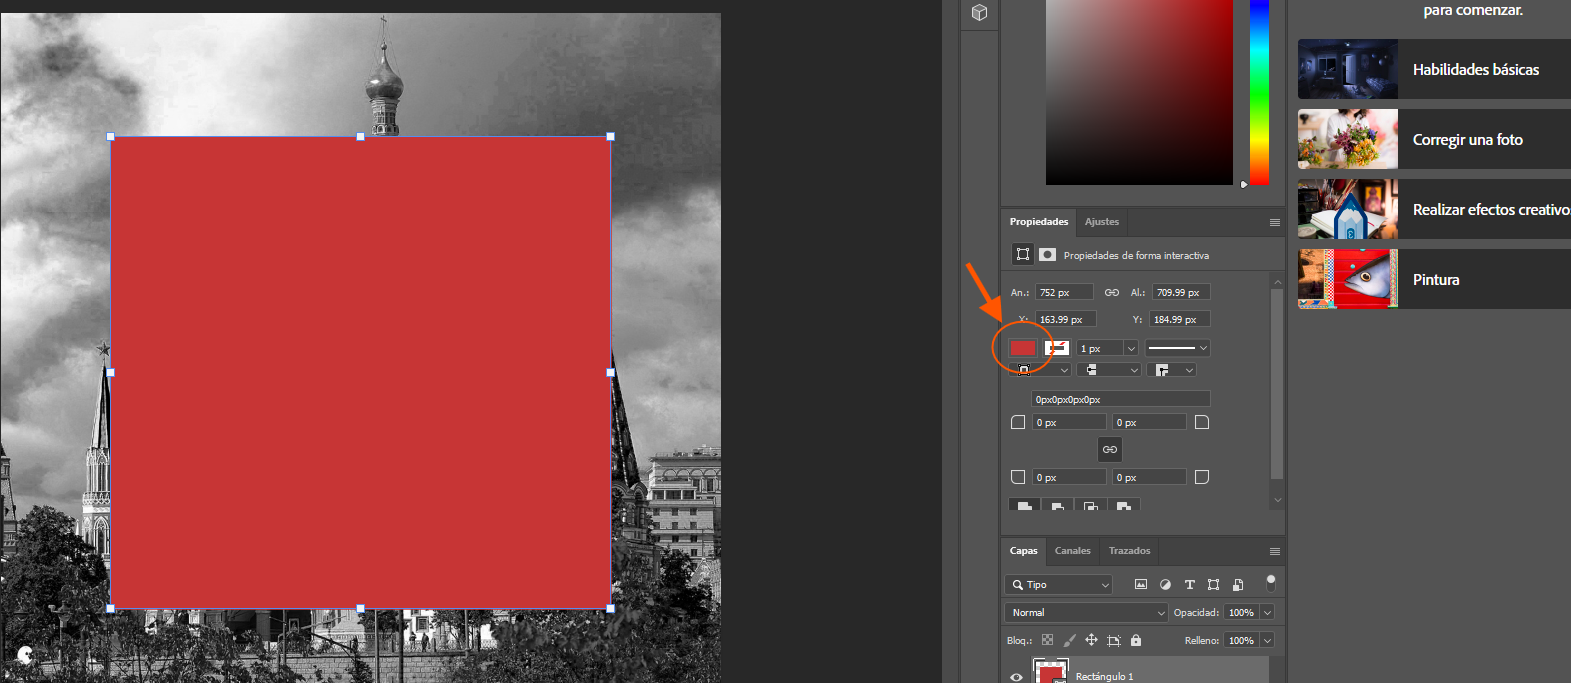 para comenzar.
Habilidades básicas
Corregir una foto
Realizar efectos creativos
Pintura
Propiedades Ajustes
Propiedades de forma interactiva
An.: 752 px Al.: 709.99 px
X: 163.99 px Y: 184.99 px
1 px
0px0px0px0px
0 px 0 px
0 px 0 px
Capas Canales Trazados
Tipo
Normal Opacidad: 100%
Bloq.: Relleno: 100%
Rectángulo 1